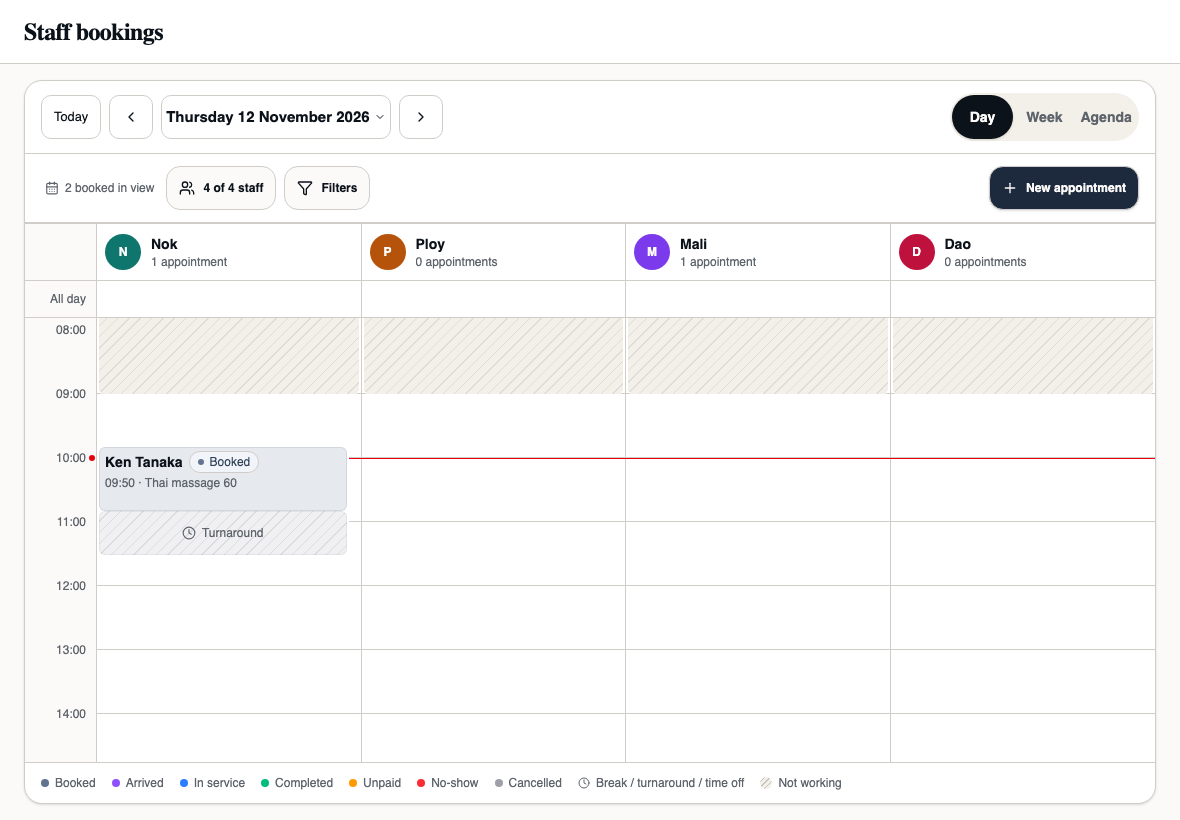 Staff bookings
Today
Thursday 12 November 2026
Day
Week
Agenda
2 booked in view
4 of 4 staff
Filters
New appointment
N
Nok
1 appointment
P
Ploy
0 appointments
M
Mali
1 appointment
D
Dao
0 appointments
All day
08:00
09:00
10:00
Ken Tanaka
Booked
09:50 · Thai massage 60
11:00
Turnaround
12:00
13:00
14:00
Booked
Arrived
In service
Completed
Unpaid
No-show
Cancelled
Break / turnaround / time off
Not working